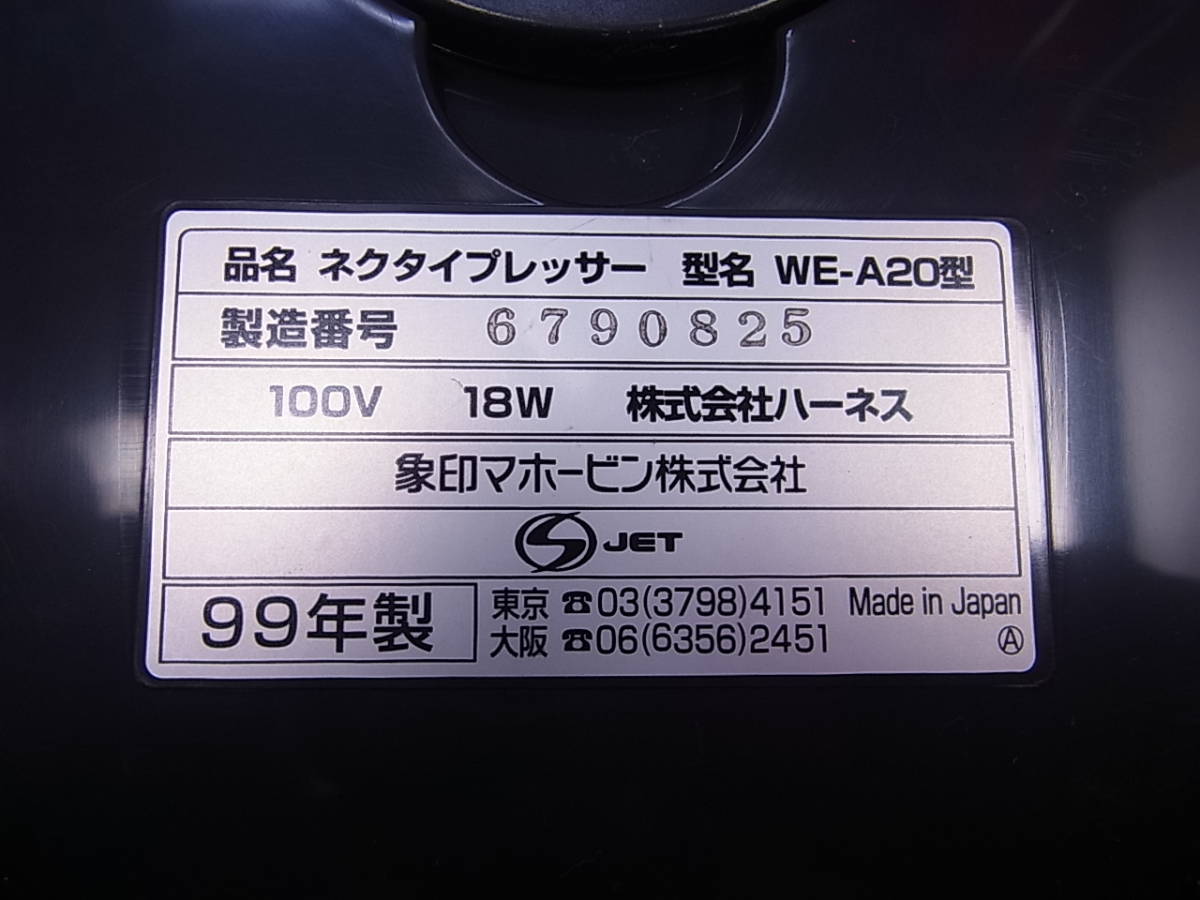 品名 ネクタイプレッサー 型名 WE-A20型
製造番号 6790825
100V 18W 株式会社ハーネス
象印マホービン株式会社
S JET
99年製
東京 ☎03(3798)4151 Made in Japan
大阪 ☎06(6356)2451 Ⓐ